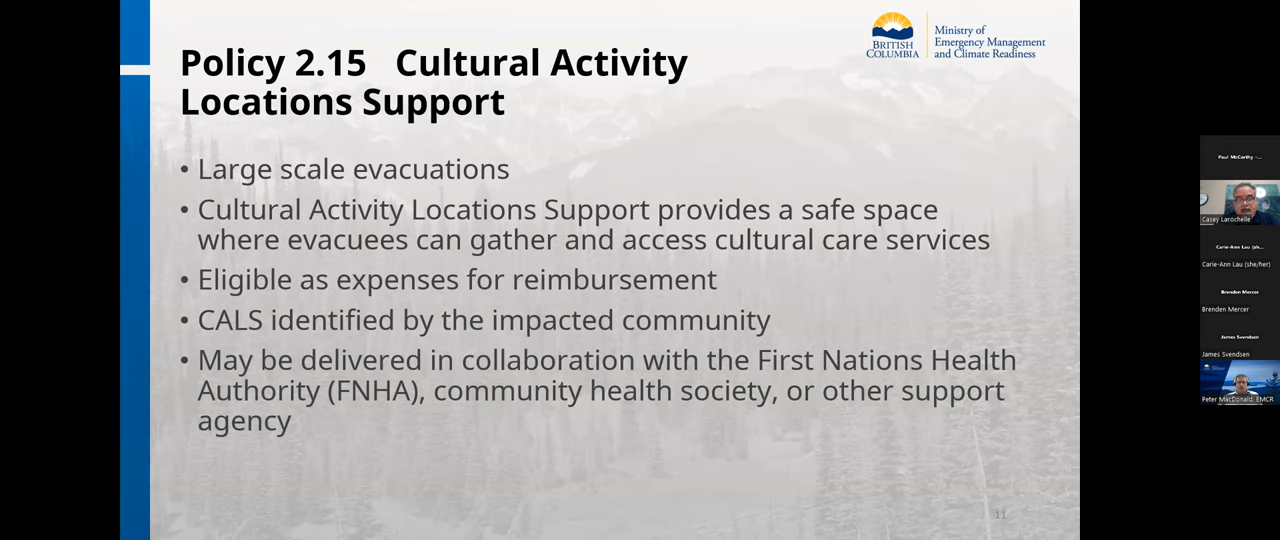 BRITISH
COLUMBIA
Ministry of
Emergency Management
and Climate Readiness
Policy 2.15 Cultural Activity
Locations Support
• Large scale evacuations
• Cultural Activity Locations Support provides a safe space
where evacuees can gather and access cultural care services
• Eligible as expenses for reimbursement
• CALS identified by the impacted community
• May be delivered in collaboration with the First Nations Health
Authority (FNHA), community health society, or other support
agency
11
Paul McCarthy -...
Casey Larochelle
Carie-Ann Lau (sh...
Carie-Ann Lau (she/her)
Brenden Mercer
Brenden Mercer
James Svendsen
James Svendsen
Peter MacDonald, EMCR